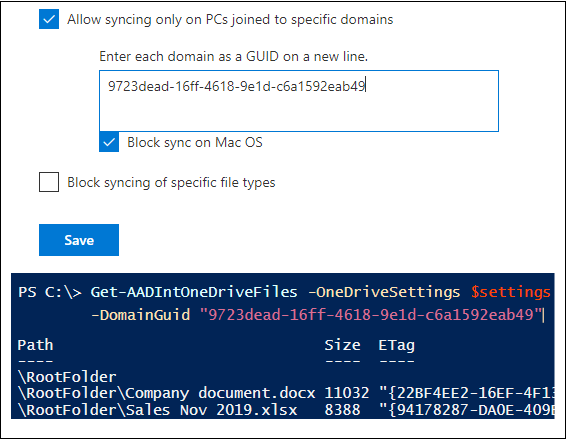 Allow syncing only on PCs joined to specific domains
Enter each domain as a GUID on a new line.
9723dead-16ff-4618-9e1d-c6a1592eab49
Block sync on Mac OS
Block syncing of specific file types
Save
PS C:\> Get-AADIntOneDriveFiles -OneDriveSettings $settings
-DomainGuid "9723dead-16ff-4618-9e1d-c6a1592eab49"
Path Size ETag
---- ---- ----
\RootFolder
\RootFolder\Company document.docx 11032 "{22BF4EE2-16EF-4F13
\RootFolder\Sales Nov 2019.xlsx 8388 "{94178287-DA0E-409E